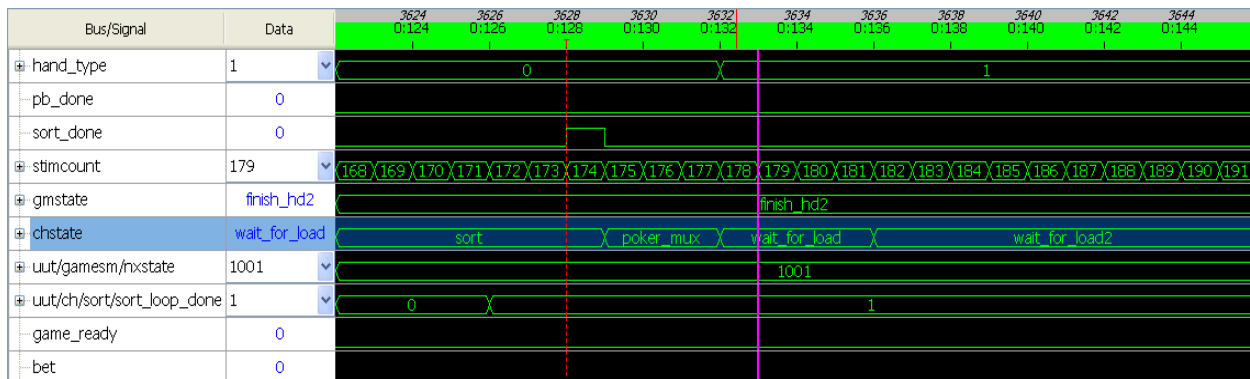 3624 3626 3628 3630 3632 3634 3636 3638 3640 3642 3644
Bus/Signal Data 0:124 0:126 0:128 0:130 0:132 0:134 0:136 0:138 0:140 0:142 0:144
hand_type 1 0 1
pb_done 0
sort_done 0
stimcount 179 168 169 170 171 172 173 174 175 176 177 178 179 180 181 182 183 184 185 186 187 188 189 190 191
gmstate finish_hd2 finish_hd2
chstate wait_for_load sort poker_mux wait_for_load wait_for_load2
uut/gamesm/nxstate 1001 1001
uut/ch/sort/sort_loop_done 1 0 1
game_ready 0
bet 0